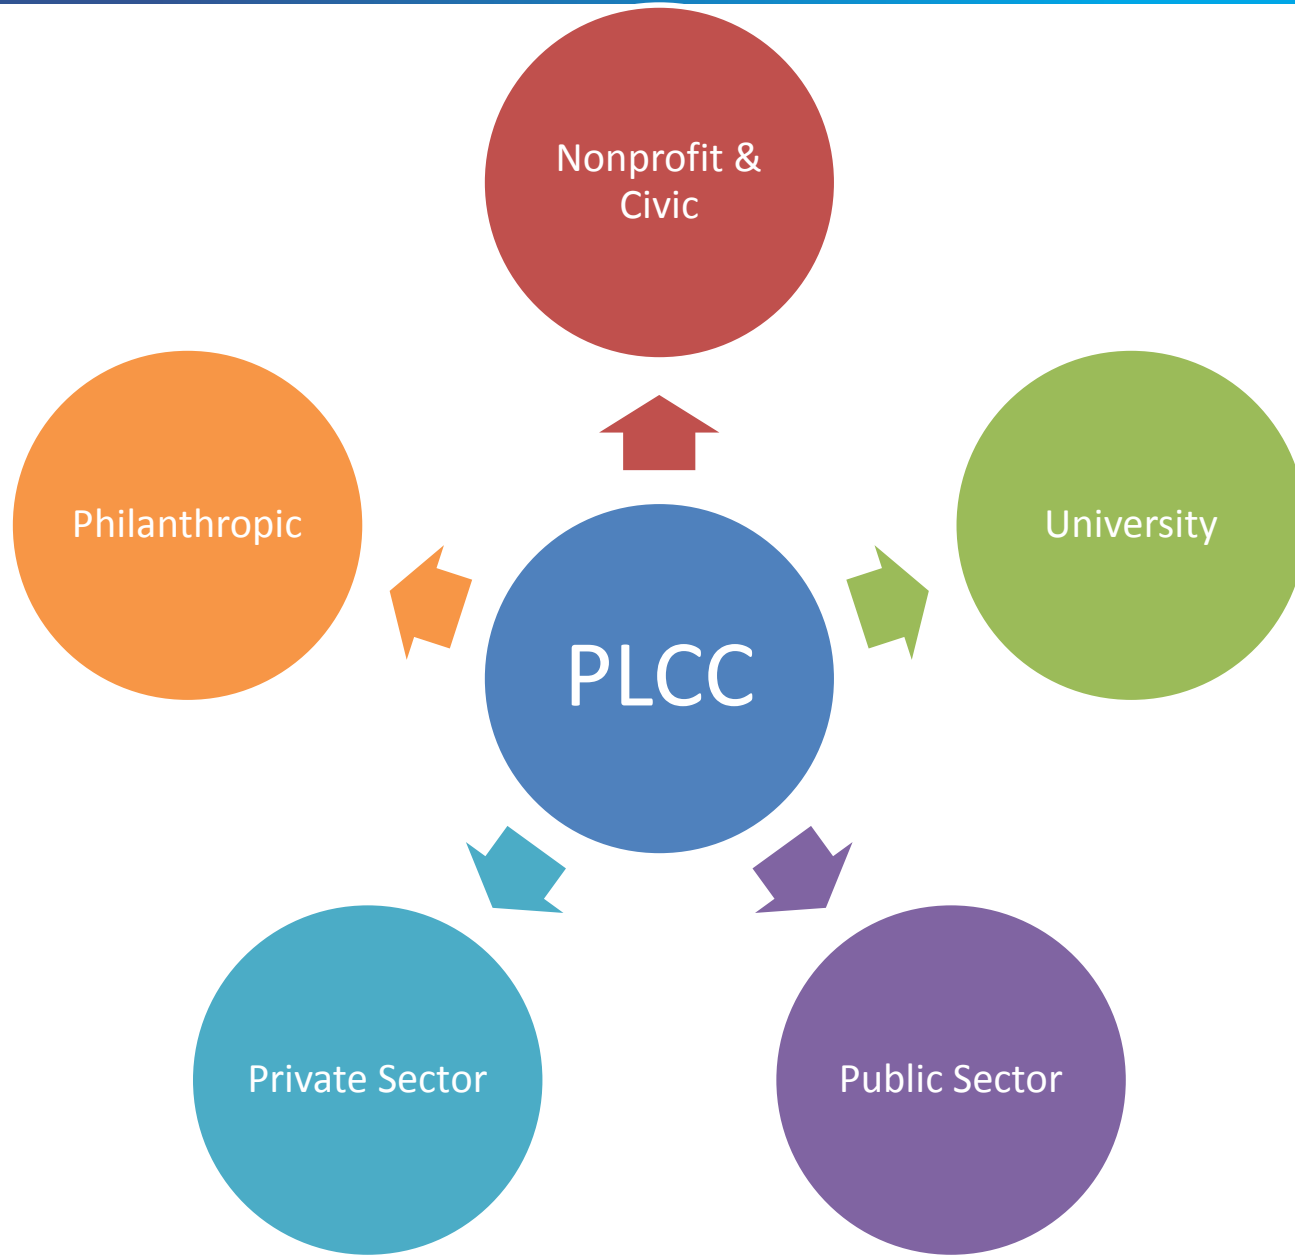 Nonprofit &
Civic
Philanthropic
University
PLCC
Private Sector
Public Sector